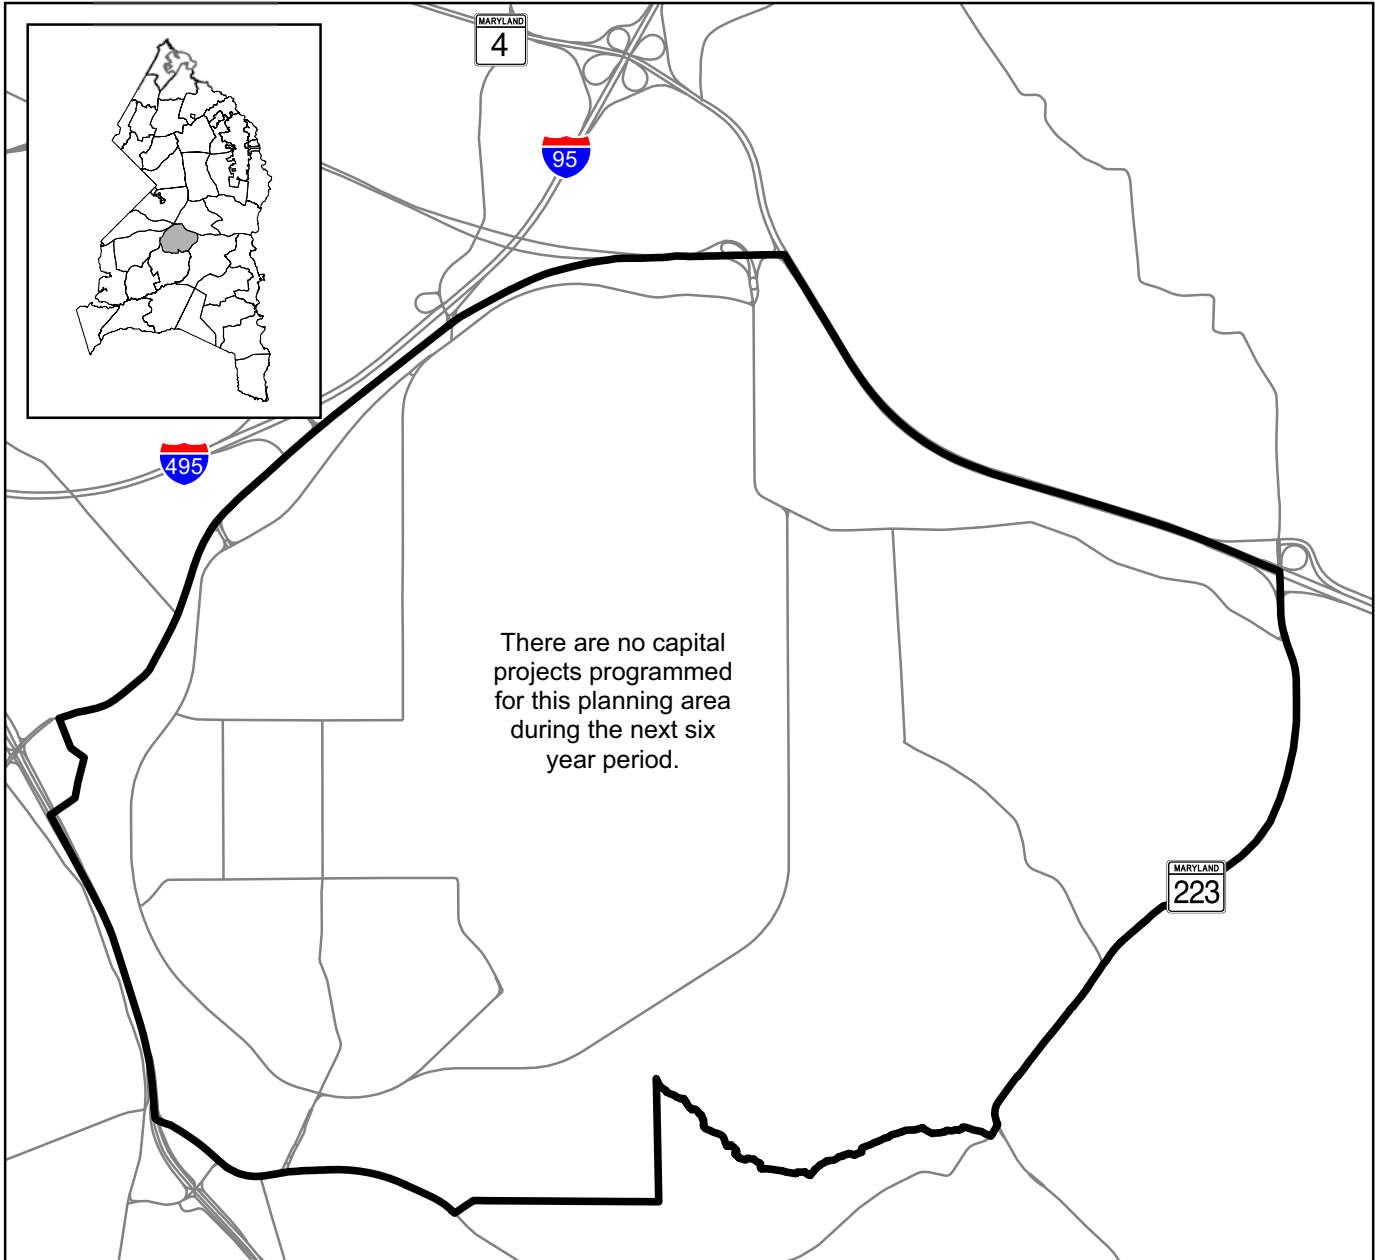 MARYLAND
4
95
495
There are no capital
projects programmed
for this planning area
during the next six
year period.
MARYLAND
223